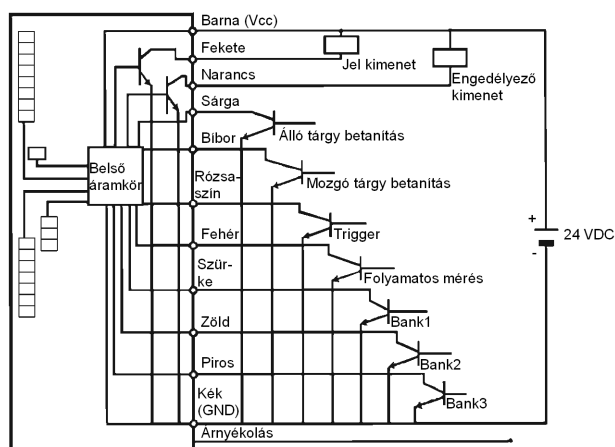 Barna (Vcc)
Fekete
Jel kimenet
Narancs
Engedélyező
kimenet
Sárga
Álló tárgy betanítás
Bíbor
Belső
áramkör
Rózsa-
szín
Mozgó tárgy betanítás
Trigger
Fehér
Folyamatos mérés
Szür-
ke
Bank1
Zöld
Bank2
Piros
Bank3
Kék
(GND)
Árnyékolás
+
24 VDC
-